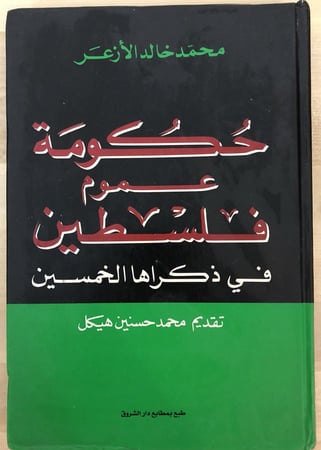 محمد خالد الأزعر
حكومة
عموم
فلسطين
في ذكراها الخمسين
تقديم محمد حسنين هيكل
طبع بمطابع دار الشروق